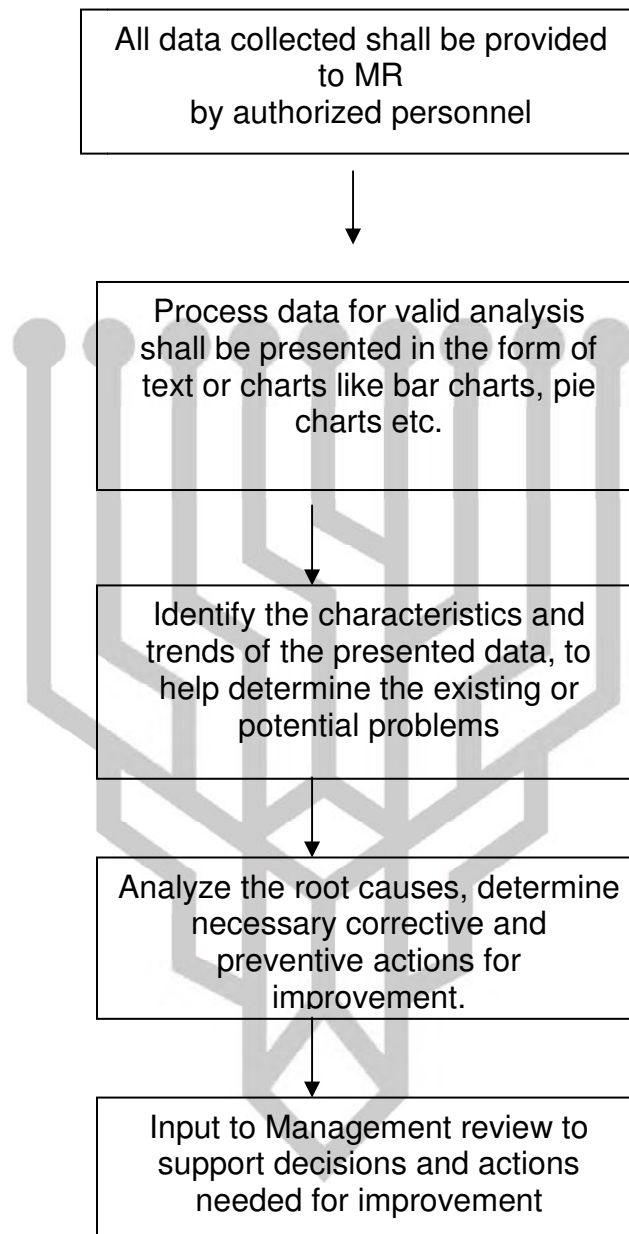 All data collected shall be provided
to MR
by authorized personnel
Process data for valid analysis
shall be presented in the form of
text or charts like bar charts, pie
charts etc.
Identify the characteristics and
trends of the presented data, to
help determine the existing or
potential problems
Analyze the root causes, determine
necessary corrective and
preventive actions for
improvement.
Input to Management review to
support decisions and actions
needed for improvement